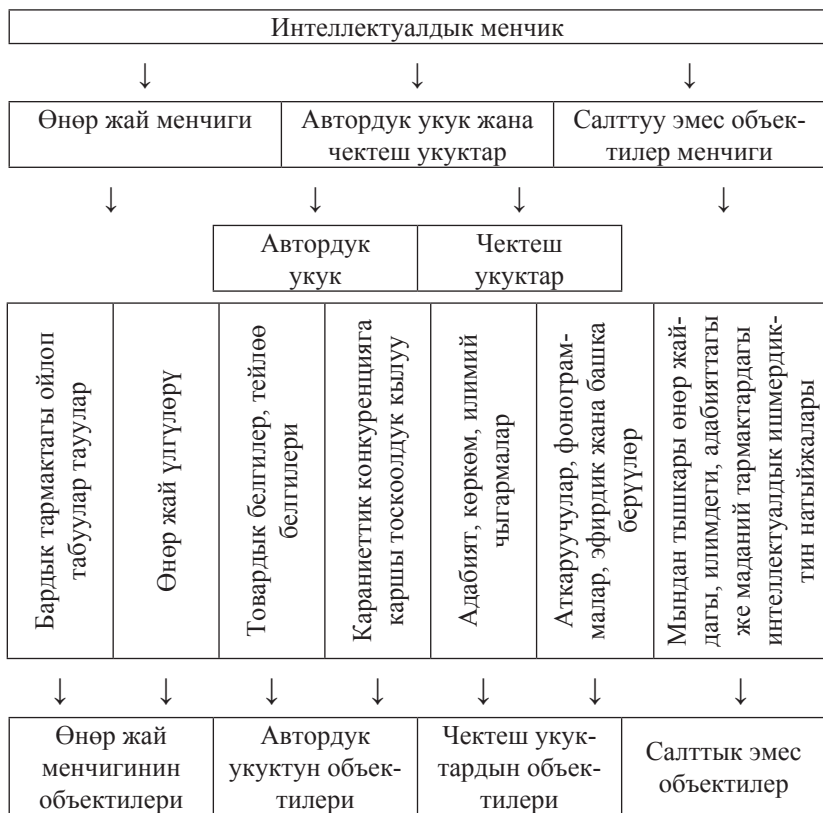 Интеллектуалдык менчик
↓ ↓ ↓
Өнөр жай менчиги
Автордук укук жана
чектеш укуктар
Салттуу эмес объек-
тилер менчиги
↓ ↓ ↓ ↓
Автордук
укук
Чектеш
укуктар
Бардык тармактагы ойлоп
табуулар тауулар
Өнөр жай үлгүлөрү
Товардык белгилер, тейлөө
белгилери
Караниеттик конкуренцияга
каршы тоскоолдук кылуу
Адабият, көркөм, илимий
чыгармалар
Аткаруучулар, фонограм-
малар, эфирдик жана башка
берүүлөр
Мындан тышкары өнөр жай-
дагы, илимдеги, адабияттагы
же маданий тармактардагы
интеллектуалдык ишмердик-
тин натыйжалары
↓ ↓ ↓ ↓ ↓ ↓ ↓
Өнөр жай
менчигинин
объектилери
Автордук
укуктун объек-
тилери
Чектеш укук-
тардын объек-
тилери
Салттык эмес
объектилер